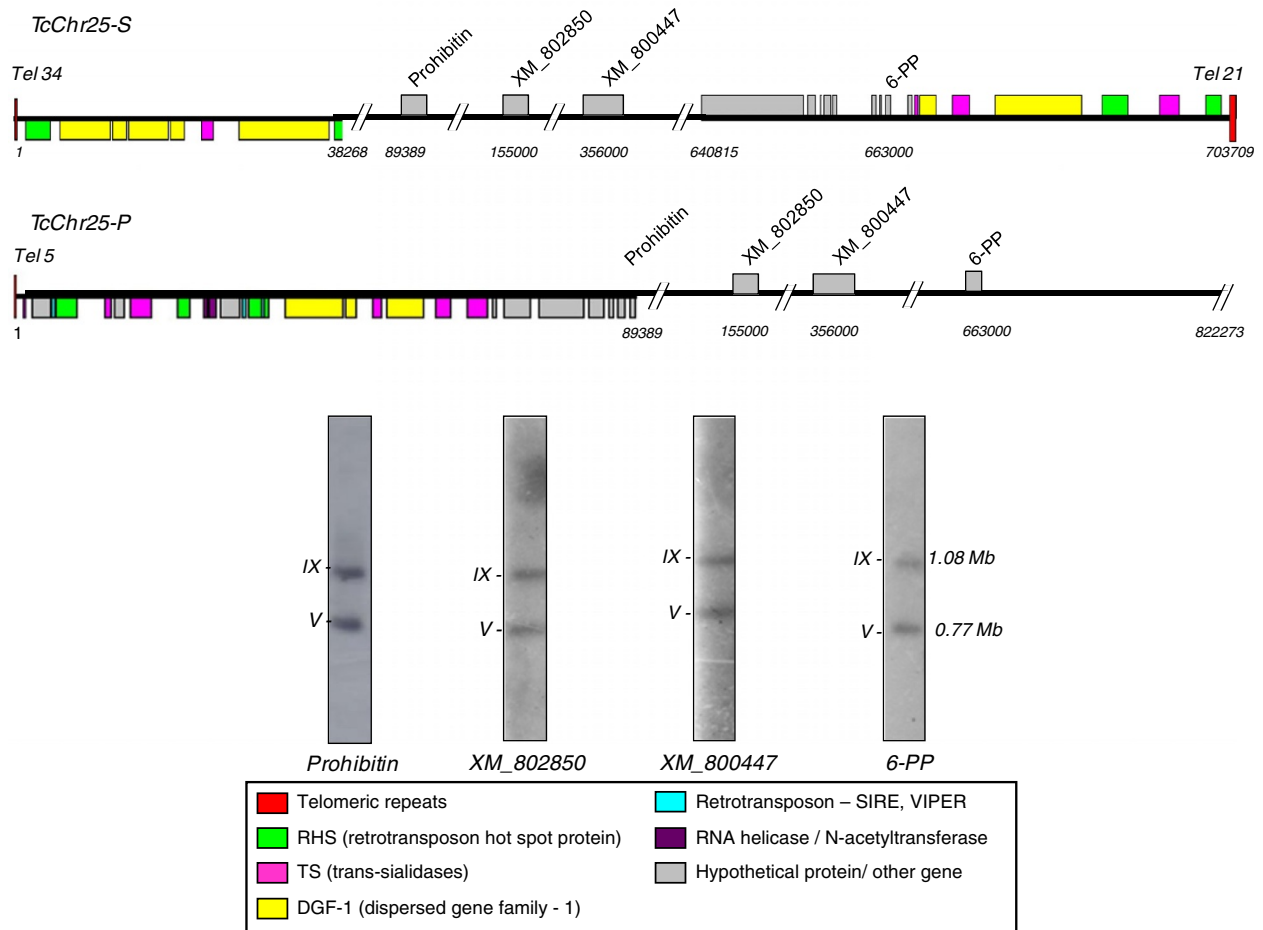 TcChr25-S
Prohibitin
XM_802850
XM_800447
6-PP
Tel 34
Tel 21
1
38268
89389
155000
356000
640815
663000
703709
TcChr25-P
Prohibitin
XM_802850
XM_800447
6-PP
Tel 5
1
89389
155000
356000
663000
822273
IX -
V -
IX -
V -
IX -
V -
IX -
V -
1.08 Mb
0.77 Mb
Prohibitin
XM_802850
XM_800447
6-PP
Telomeric repeats
RHS (retrotransposon hot spot protein)
TS (trans-sialidases)
DGF-1 (dispersed gene family - 1)
Retrotransposon – SIRE, VIPER
RNA helicase / N-acetyltransferase
Hypothetical protein/ other gene